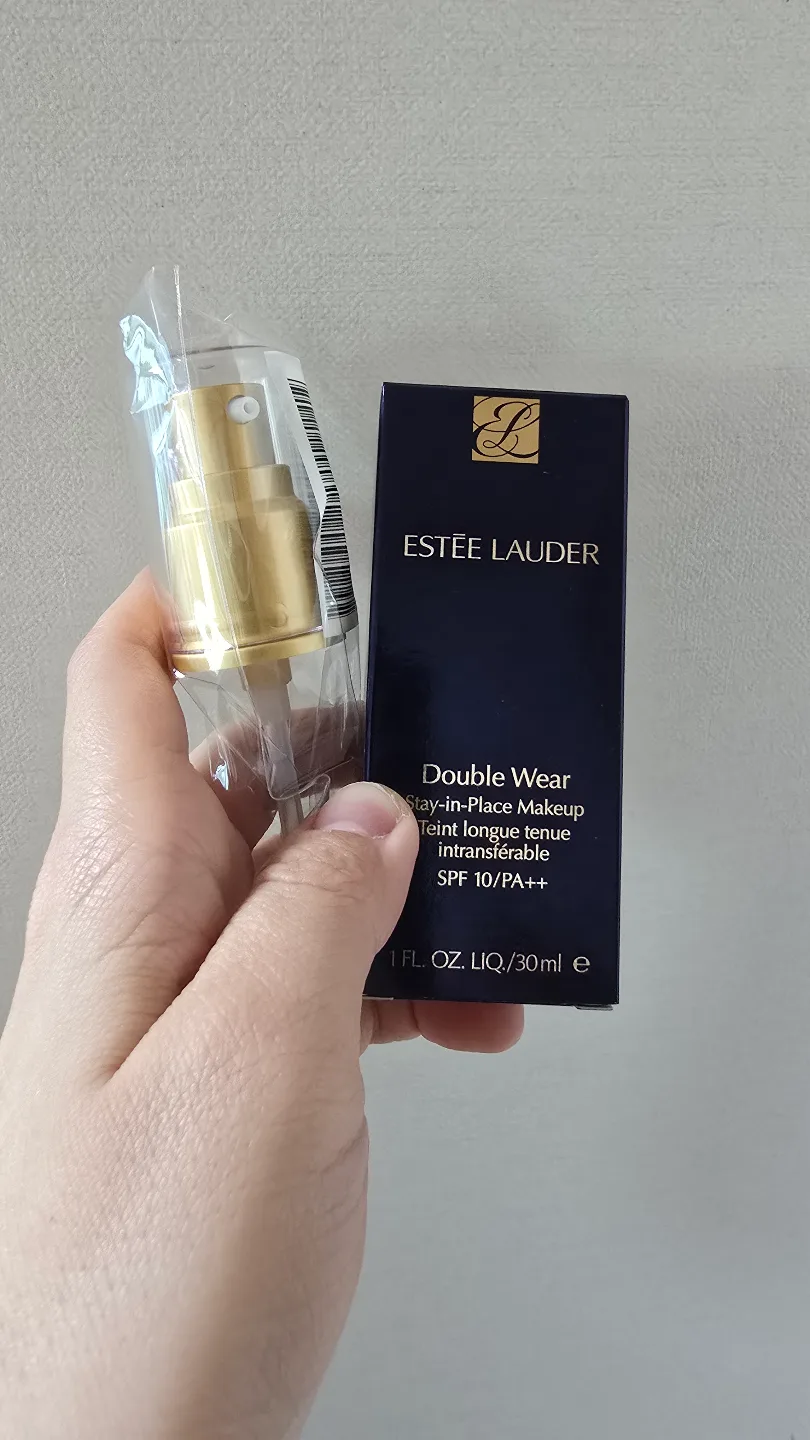 EL
ESTĒE LAUDER
Double Wear
Stay-in-Place Makeup
Teint longue tenue
intransférable
SPF 10/PA++
1 FL. OZ. LIQ./30ml e